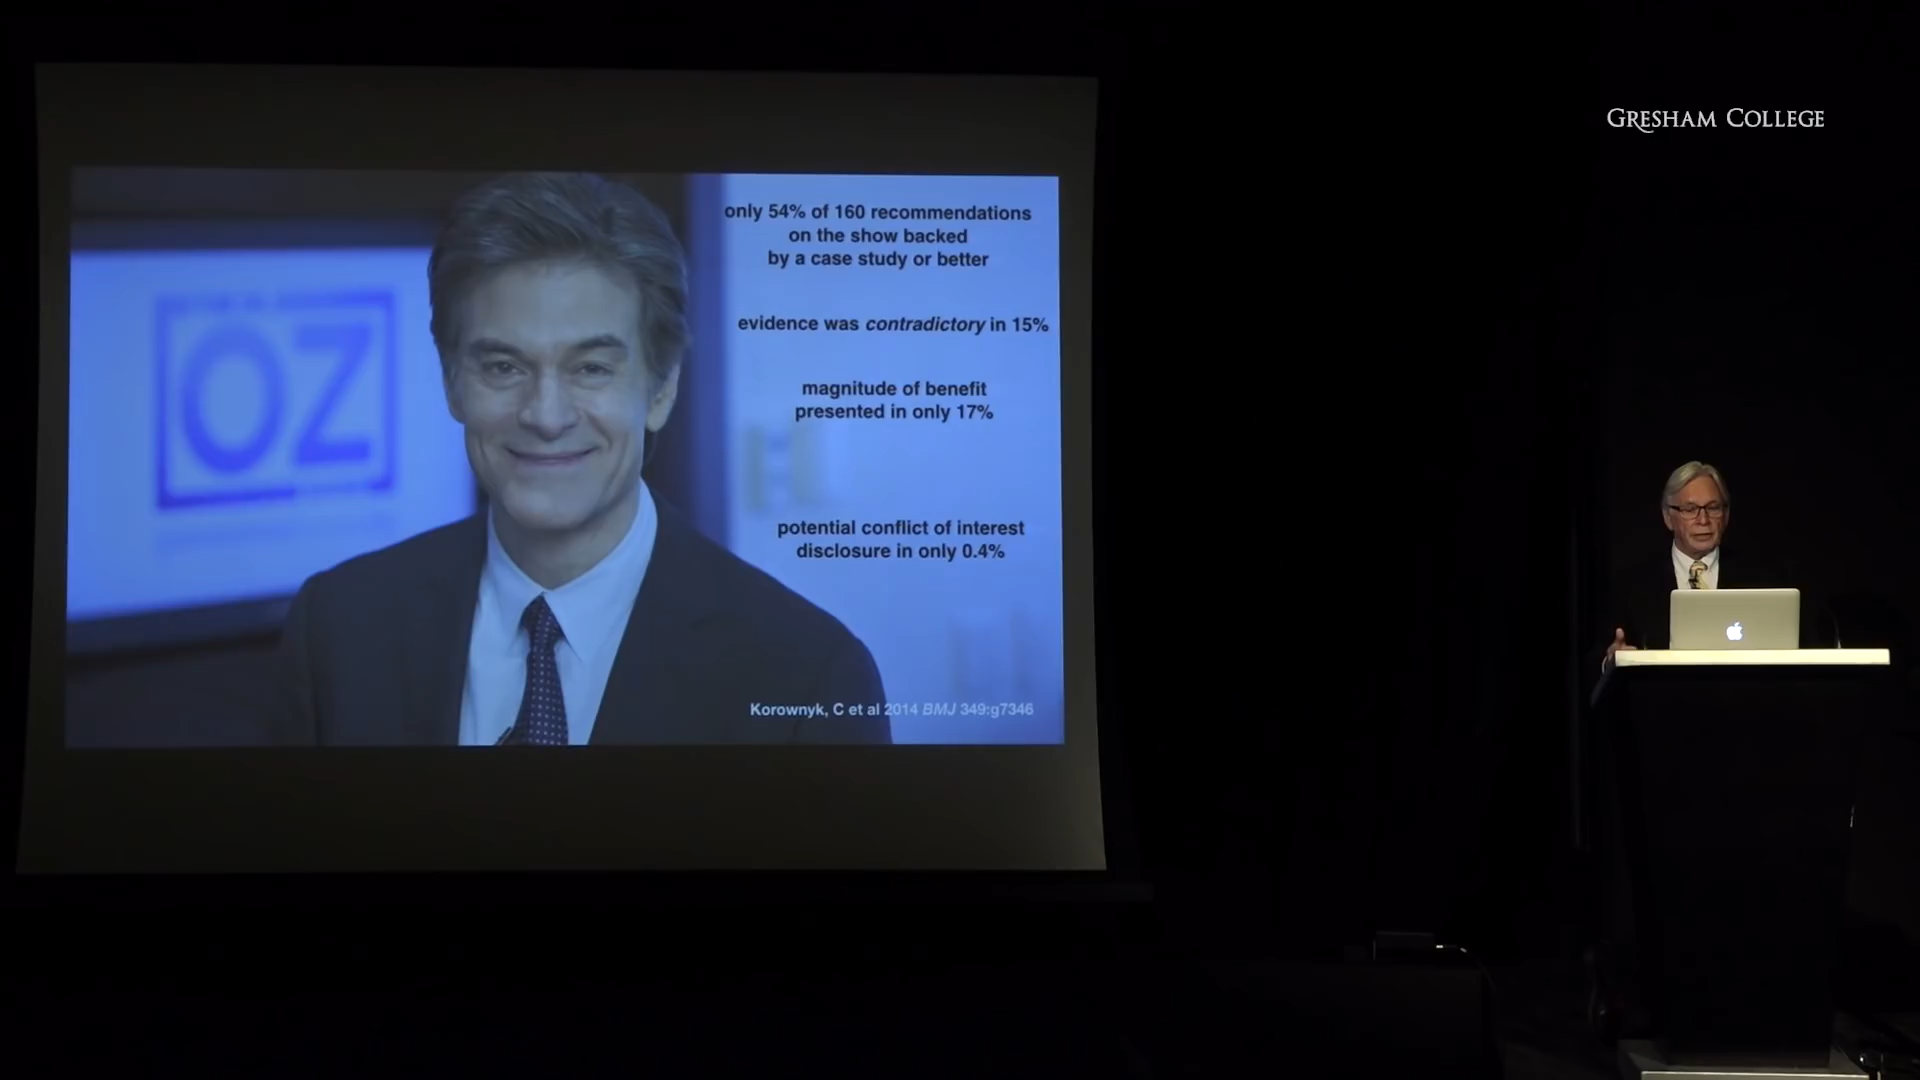 GRESHAM COLLEGE
OZ
only 54% of 160 recommendations
on the show backed
by a case study or better
evidence was contradictory in 15%
magnitude of benefit
presented in only 17%
potential conflict of interest
disclosure in only 0.4%
Korownyk, C et al 2014 BMJ 349:g7346